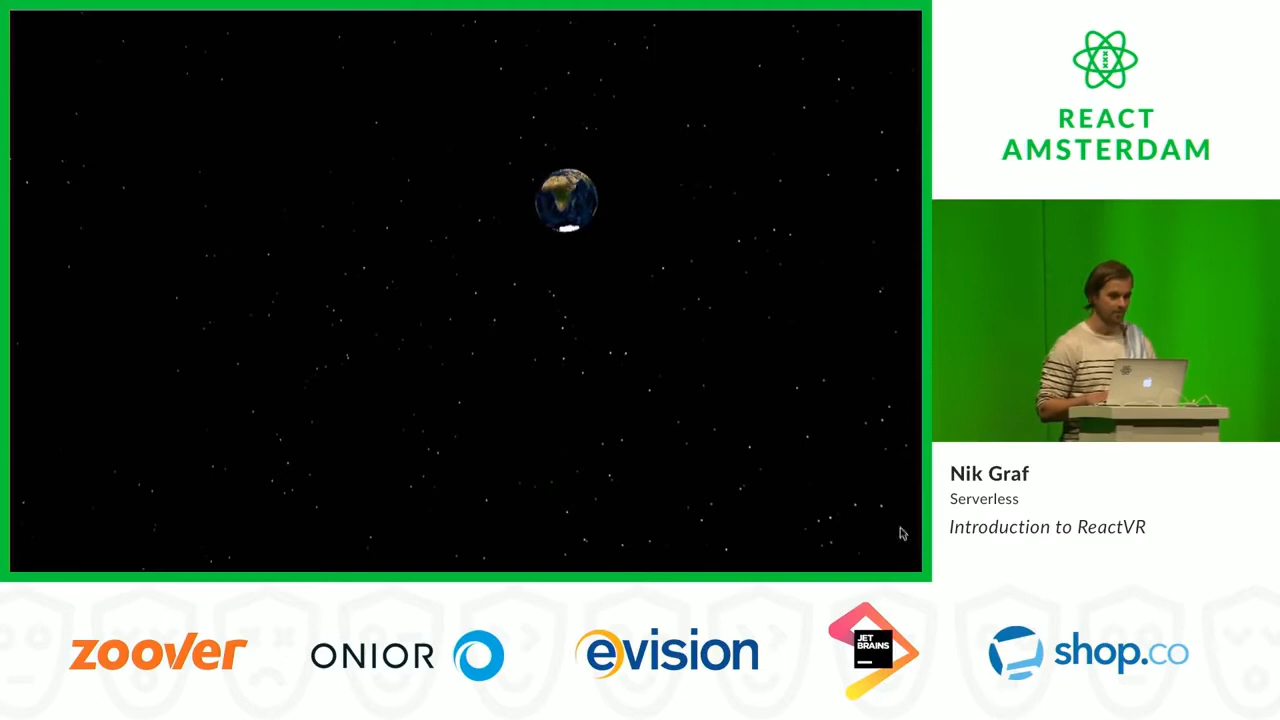 REACT
AMSTERDAM
Nik Graf
Serverless
Introduction to ReactVR
zoover
ONIOR
evision
JET
BRAINS
shop.co